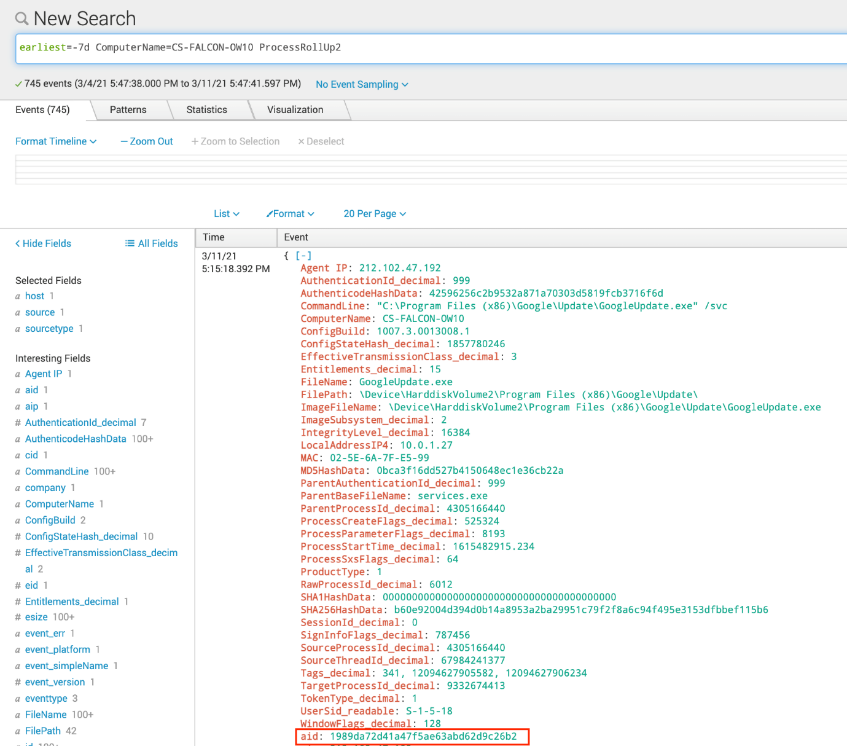 New Search
earliest=-7d ComputerName=CS-FALCON-OW10 ProcessRollUp2
745 events (3/4/21 5:47:38.000 PM to 3/11/21 5:47:41.597 PM) No Event Sampling
Events (745) Patterns Statistics Visualization
Format Timeline — Zoom Out + Zoom to Selection × Deselect
List Format 20 Per Page
< Hide Fields All Fields
Time Event
Selected Fields
a host 1
a source 1
a sourcetype 1
Interesting Fields
a Agent IP 1
a aid 1
a aip 1
# AuthenticationId_decimal 7
a AuthenticodeHashData 100+
a cid 1
a CommandLine 100+
a company 1
a ComputerName 1
a ConfigBuild 2
# ConfigStateHash_decimal 10
# EffectiveTransmissionClass_decim
al 2
# eid 1
# Entitlements_decimal 1
# esize 100+
a event_err 1
a event_platform 1
a event_simpleName 1
# event_version 1
a eventtype 3
a FileName 100+
a FilePath 42
3/11/21
5:15:18.392 PM
{ [-]
Agent IP: 212.102.47.192
AuthenticationId_decimal: 999
AuthenticodeHashData: 42596256c2b9532a871a70303d5819fcb3716f6d
CommandLine: "C:\Program Files (x86)\Google\Update\GoogleUpdate.exe" /svc
ComputerName: CS-FALCON-OW10
ConfigBuild: 1007.3.0013008.1
ConfigStateHash_decimal: 1857780246
EffectiveTransmissionClass_decimal: 3
Entitlements_decimal: 15
FileName: GoogleUpdate.exe
FilePath: \Device\HarddiskVolume2\Program Files (x86)\Google\Update\
ImageFileName: \Device\HarddiskVolume2\Program Files (x86)\Google\Update\GoogleUpdate.exe
ImageSubsystem_decimal: 2
IntegrityLevel_decimal: 16384
LocalAddressIP4: 10.0.1.27
MAC: 02-5E-6A-7F-E5-99
MD5HashData: 0bca3f16dd527b4150648ec1e36cb22a
ParentAuthenticationId_decimal: 999
ParentBaseFileName: services.exe
ParentProcessId_decimal: 4305166440
ProcessCreateFlags_decimal: 525324
ProcessParameterFlags_decimal: 8193
ProcessStartTime_decimal: 1615482915.234
ProcessSxsFlags_decimal: 64
ProductType: 1
RawProcessId_decimal: 6012
SHA1HashData: 0000000000000000000000000000000000000000
SHA256HashData: b60e92004d394d0b14a8953a2ba29951c79f2f8a6c94f495e3153dfbbef115b6
SessionId_decimal: 0
SignInfoFlags_decimal: 787456
SourceProcessId_decimal: 4305166440
SourceThreadId_decimal: 67984241377
Tags_decimal: 341, 12094627905582, 12094627906234
TargetProcessId_decimal: 9332674413
TokenType_decimal: 1
UserSid_readable: S-1-5-18
WindowFlags_decimal: 128
aid: 1989da72d41a47f5ae63abd62d9c26b2